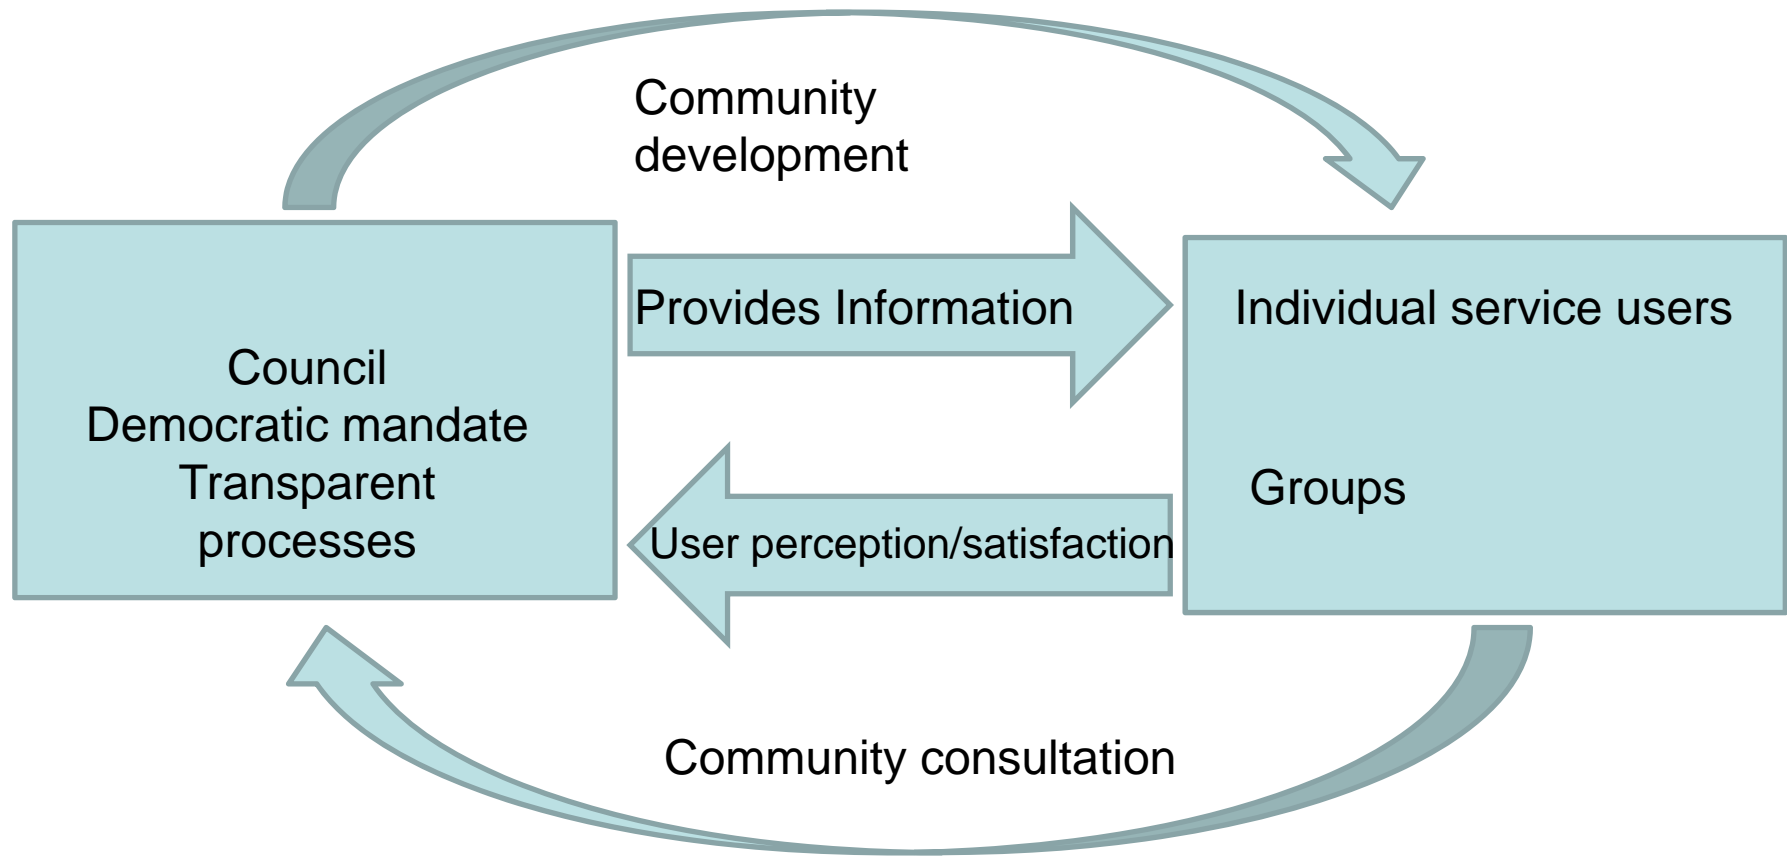 Community
development
Provides Information
Individual service users
Council
Democratic mandate
Transparent
processes
Groups
User perception/satisfaction
Community consultation